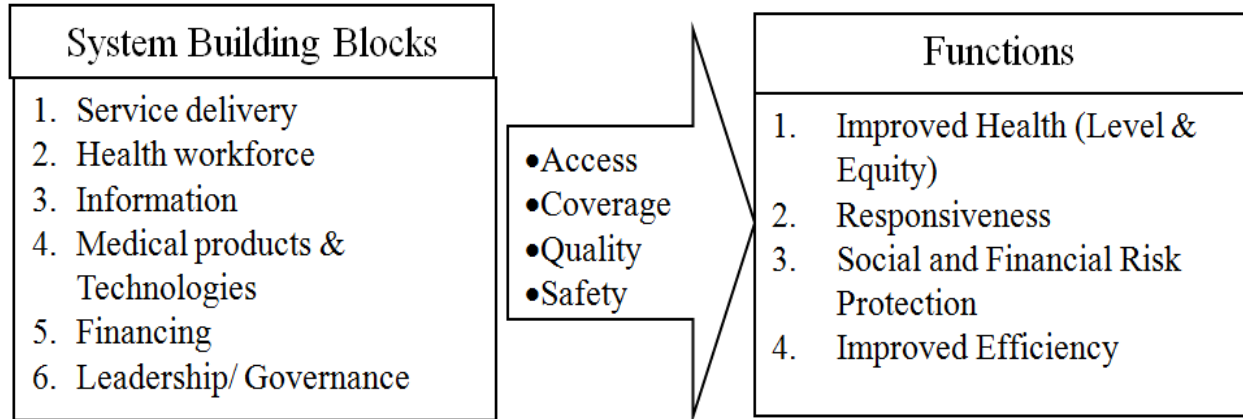 System Building Blocks
1. Service delivery
2. Health workforce
3. Information
4. Medical products &
Technologies
5. Financing
6. Leadership/ Governance
•Access
•Coverage
•Quality
•Safety
Functions
1. Improved Health (Level &
Equity)
2. Responsiveness
3. Social and Financial Risk
Protection
4. Improved Efficiency